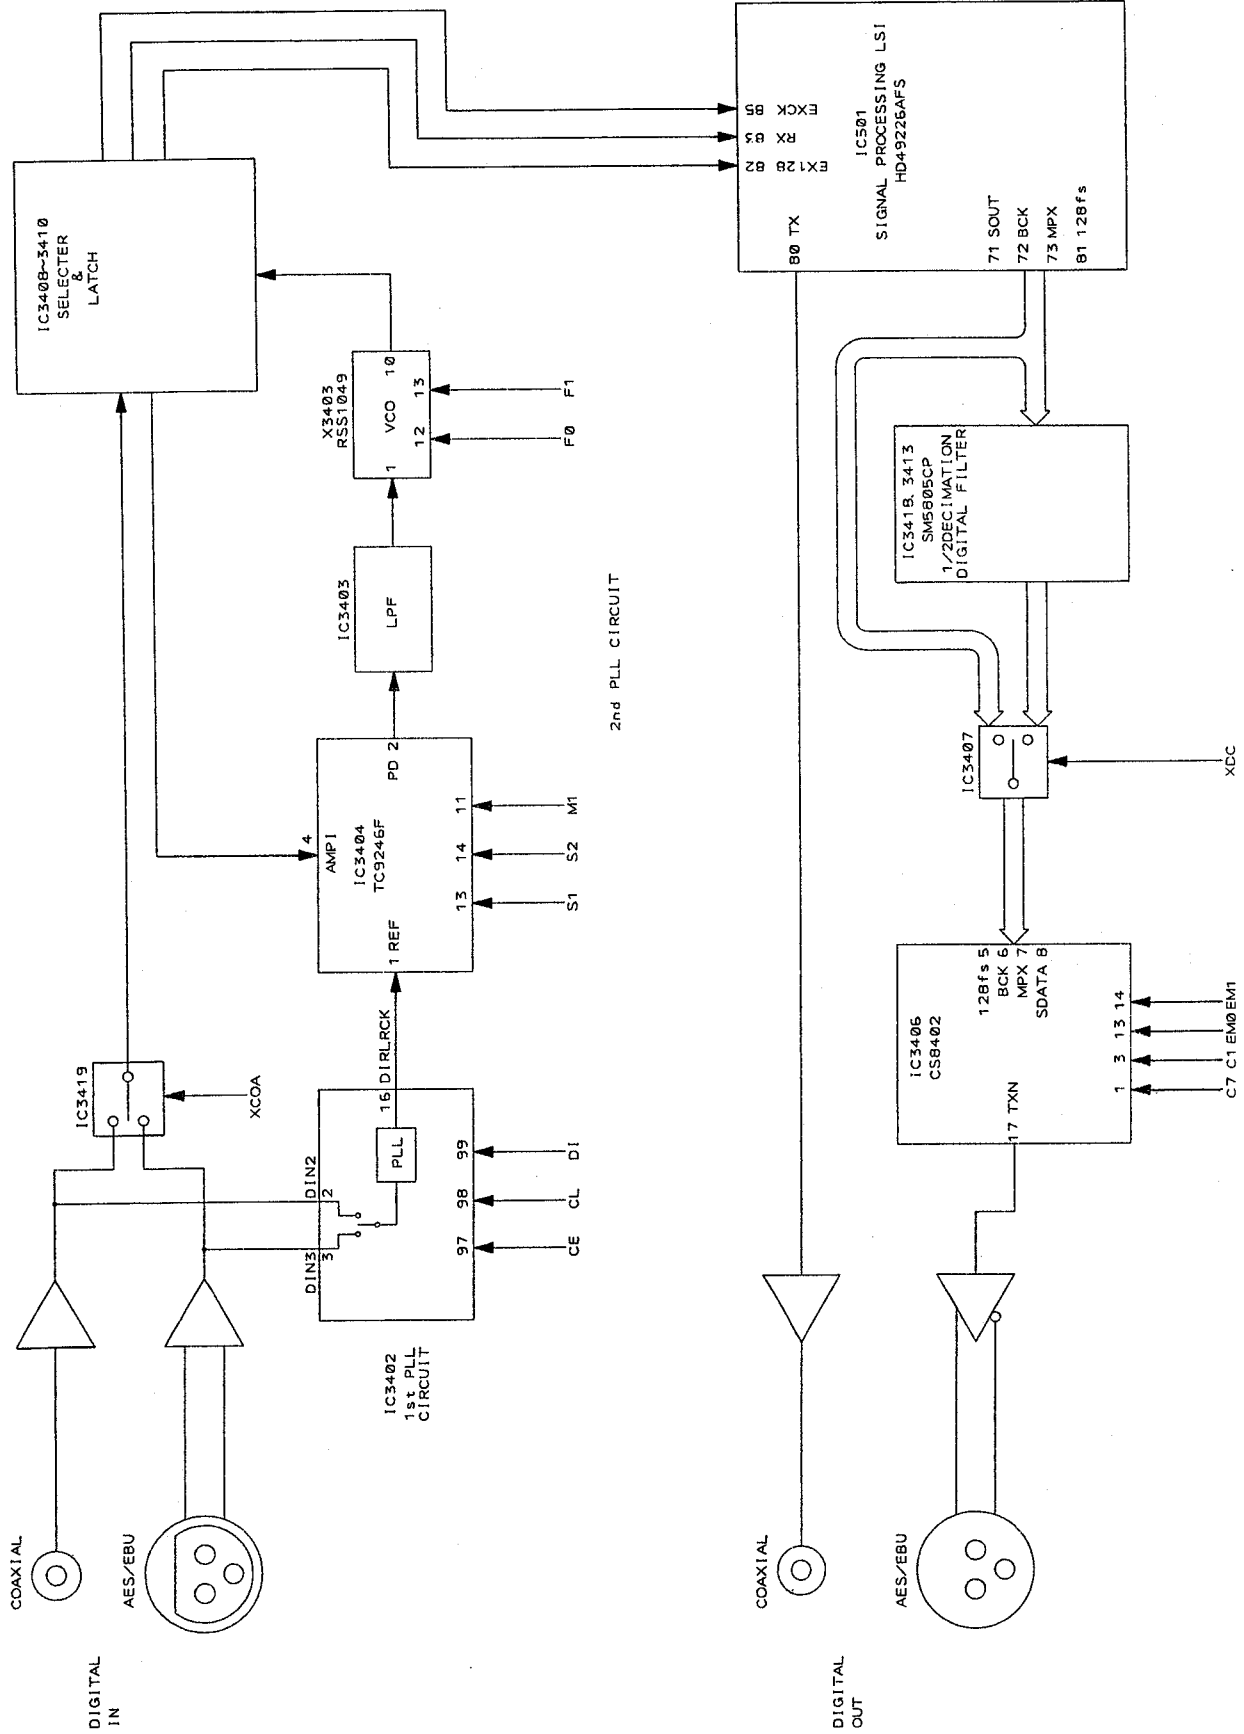 DIGITAL
IN
COAXIAL
AES/EBU
IC3419
XCOA
IC3408~3410
SELECTER
&
LATCH
DIN3
3
DIN2
2
PLL
16 DIRLRCK
97
98
99
CE
CL
DI
IC3402
1st PLL
CIRCUIT
4
AMPI
IC3404
TC9246F
1 REF
PD 2
13
14
11
S1
S2
M1
IC3403
LPF
X3403
RSS1049
1
VCO
10
12
13
F0
F1
2nd PLL CIRCUIT
DIGITAL
OUT
COAXIAL
AES/EBU
EX128 82
RX 83
EXCK 85
IC301
SIGNAL PROCESSING LSI
HD49226AFS
80 TX
71 SOUT
72 BCK
73 MPX
81 128fs
IC3418, 3413
SM5805CP
1/2DECIMATION
DIGITAL FILTER
IC3407
XDC
IC3406
CS8402
17 TXN
128fs 5
BCK 6
MPX 7
SDATA 8
1
3
13
14
C7
C1
EM0
EM1